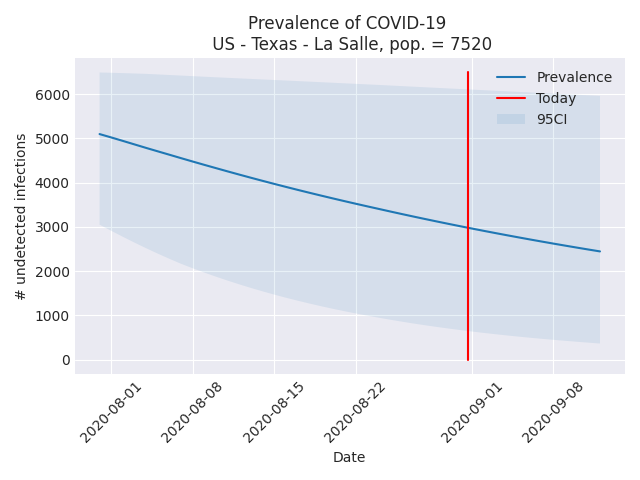 Prevalence of COVID-19
US - Texas - La Salle, pop. = 7520
Prevalence
Today
95CI
# undetected infections
6000
5000
4000
3000
2000
1000
0
2020-08-01
2020-08-08
2020-08-15
2020-08-22
2020-09-01
2020-09-08
Date